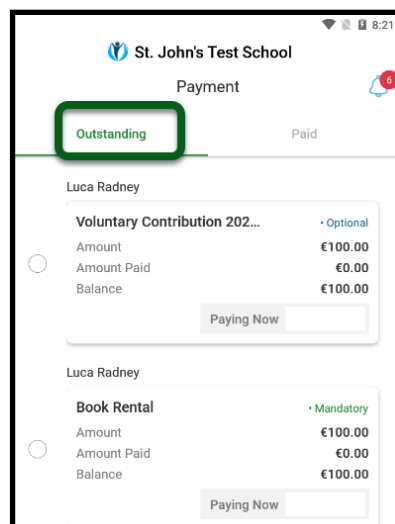 8:21
St. John's Test School
Payment
6
Outstanding Paid
Luca Radney
Voluntary Contribution 202... • Optional
Amount €100.00
Amount Paid €0.00
Balance €100.00
Paying Now
Luca Radney
Book Rental • Mandatory
Amount €100.00
Amount Paid €0.00
Balance €100.00
Paying Now